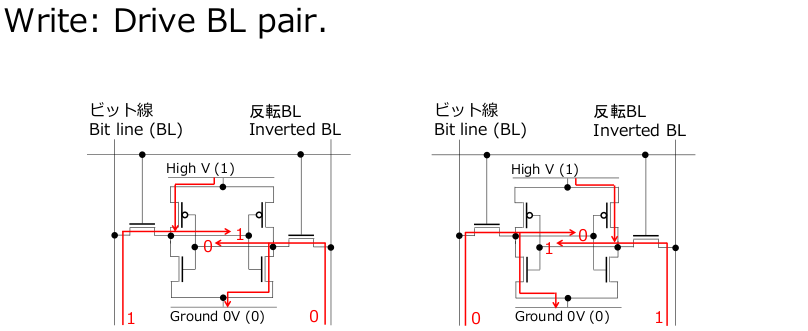 Write: Drive BL pair.
ビット線
Bit line (BL)
反転BL
Inverted BL
High V (1)
1
0
Ground 0V (0)
1
0
ビット線
Bit line (BL)
反転BL
Inverted BL
High V (1)
0
1
Ground 0V (0)
0
1